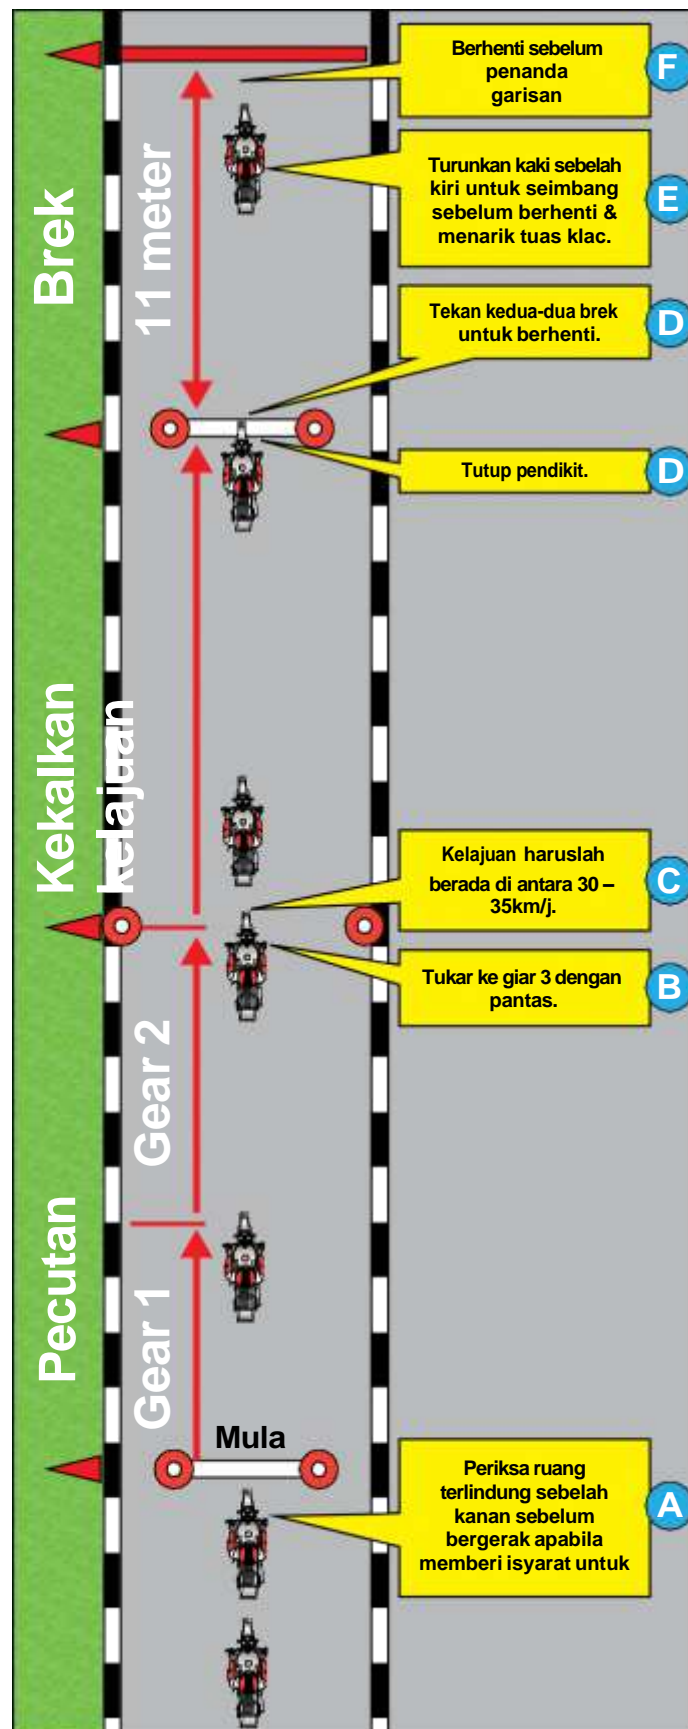 Berhenti sebelum
penanda
garisan
F
Turunkan kaki sebelah
kiri untuk seimbang
sebelum berhenti &
menarik tuas klac.
E
Brek
11 meter
Tekan kedua-dua brek
untuk berhenti.
D
Tutup pendikit.
D
Kekalkan
kelajuan
Kelajuan haruslah
berada di antara 30 –
35km/j.
C
Tukar ke giar 3 dengan
pantas.
B
Gear 2
Pecutan
Gear 1
Mula
Periksa ruang
terlindung sebelah
kanan sebelum
bergerak apabila
memberi isyarat untuk
A